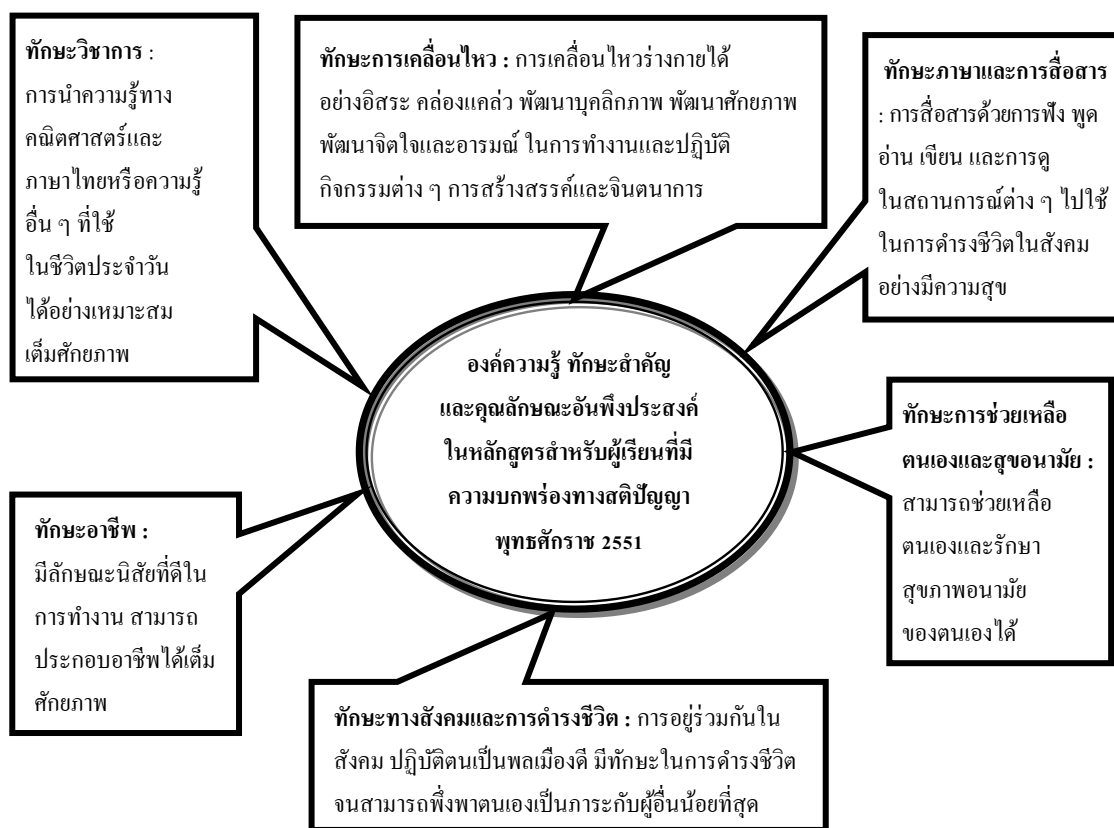 ทักษะวิชาการ :
การนำความรู้ทาง
คณิตศาสตร์และ
ภาษาไทยหรือความรู้
อื่น ๆ ที่ใช้
ในชีวิตประจำวัน
ได้อย่างเหมาะสม
เต็มศักยภาพ
ทักษะการเคลื่อนไหว : การเคลื่อนไหวร่างกายได้
อย่างอิสระ คล่องแคล่ว พัฒนาบุคลิกภาพ พัฒนาศักยภาพ
พัฒนาจิตใจและอารมณ์ ในการทำงานและปฏิบัติ
กิจกรรมต่าง ๆ การสร้างสรรค์และจินตนาการ
ทักษะภาษาและการสื่อสาร
: การสื่อสารด้วยการฟัง พูด
อ่าน เขียน และการดู
ในสถานการณ์ต่าง ๆ ไปใช้
ในการดำรงชีวิตในสังคม
อย่างมีความสุข
องค์ความรู้ ทักษะสำคัญ
และคุณลักษณะอันพึงประสงค์
ในหลักสูตรสำหรับผู้เรียนที่มี
ความบกพร่องทางสติปัญญา
พุทธศักราช 2551
ทักษะการช่วยเหลือ
ตนเองและสุขอนามัย :
สามารถช่วยเหลือ
ตนเองและรักษา
สุขภาพอนามัย
ของตนเองได้
ทักษะอาชีพ :
มีลักษณะนิสัยที่ดีใน
การทำงาน สามารถ
ประกอบอาชีพได้เต็ม
ศักยภาพ
ทักษะทางสังคมและการดำรงชีวิต : การอยู่ร่วมกันใน
สังคม ปฏิบัติตนเป็นพลเมืองดี มีทักษะในการดำรงชีวิต
จนสามารถพึ่งพาตนเองเป็นภาระกับผู้อื่นน้อยที่สุด